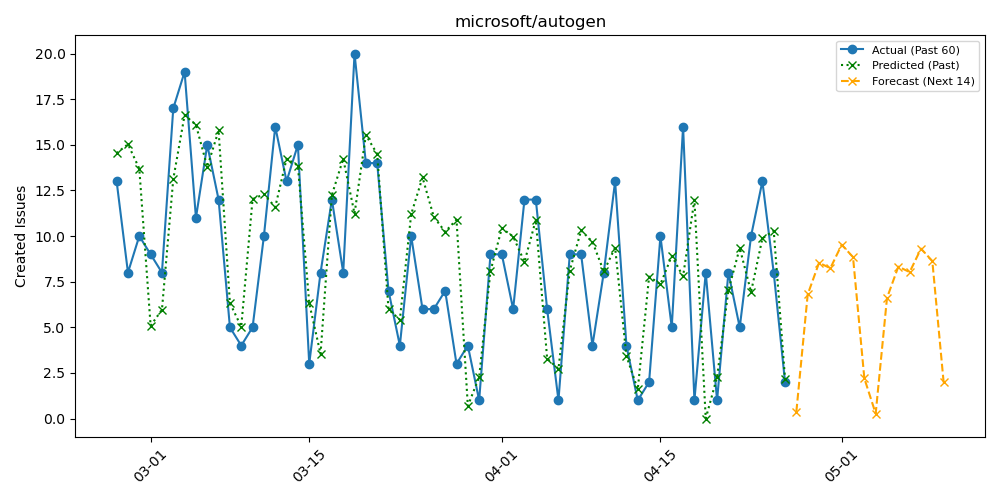 microsoft/autogen
Created Issues
20.0
17.5
15.0
12.5
10.0
7.5
5.0
2.5
0.0
Actual (Past 60)
Predicted (Past)
Forecast (Next 14)
03-01
03-15
04-01
04-15
05-01